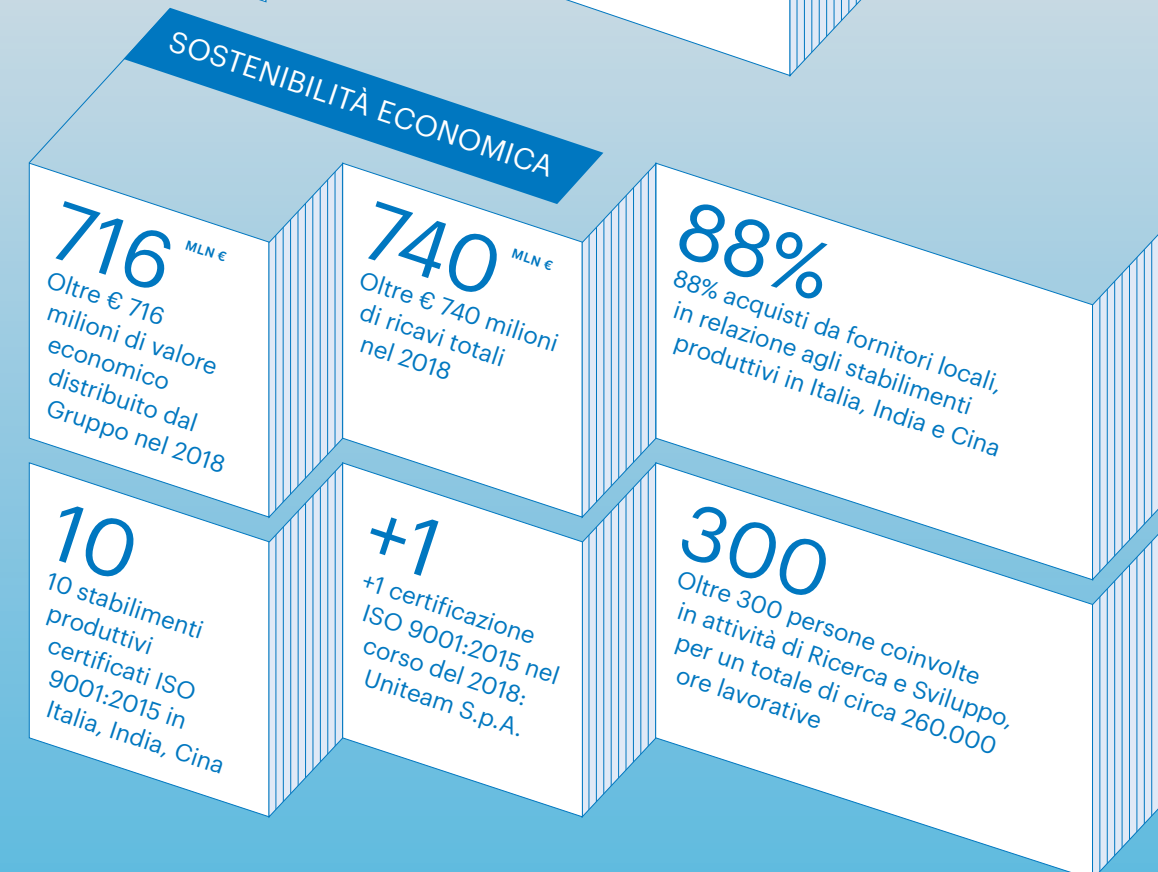 SOSTENIBILITÀ ECONOMICA
716 MLN €
Oltre € 716
milioni di valore
economico
distribuito dal
Gruppo nel 2018
740 MLN €
Oltre € 740 milioni
di ricavi totali
nel 2018
88%
88% acquisti da fornitori locali,
in relazione agli stabilimenti
produttivi in Italia, India e Cina
10
10 stabilimenti
produttivi
certificati ISO
9001:2015 in
Italia, India, Cina
+1
+1 certificazione
ISO 9001:2015 nel
corso del 2018:
Uniteam S.p.A.
300
Oltre 300 persone coinvolte
in attività di Ricerca e Sviluppo,
per un totale di circa 260.000
ore lavorative